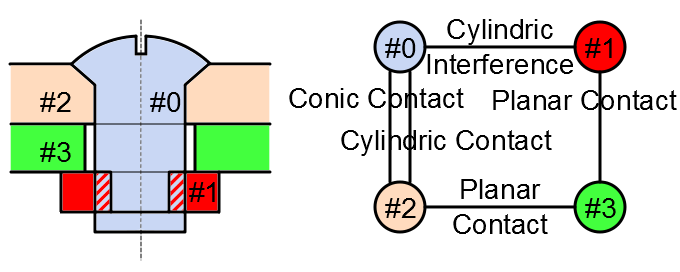 #2
#0
#3
#1
#0
Cylindric
Interference
#1
Conic Contact
Planar Contact
Cylindric Contact
#2
Planar
Contact
#3